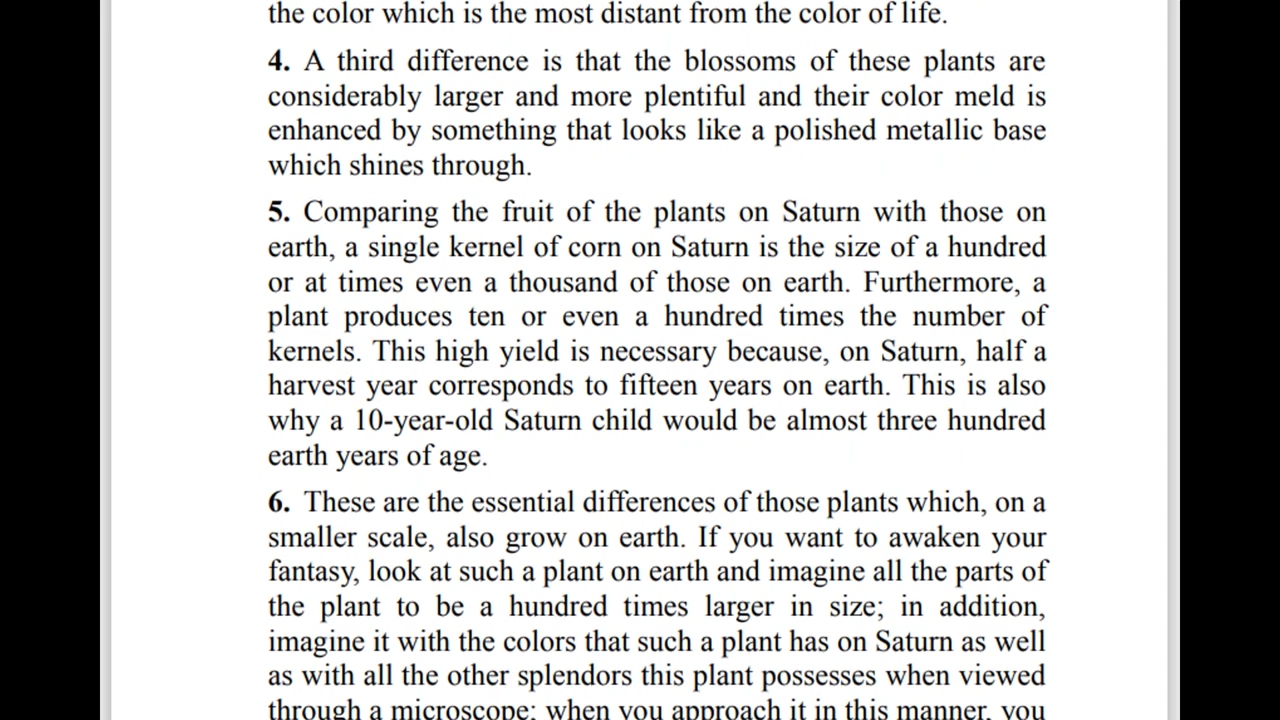 the color which is the most distant from the color of life.
4. A third difference is that the blossoms of these plants are
considerably larger and more plentiful and their color meld is
enhanced by something that looks like a polished metallic base
which shines through.
5. Comparing the fruit of the plants on Saturn with those on
earth, a single kernel of corn on Saturn is the size of a hundred
or at times even a thousand of those on earth. Furthermore, a
plant produces ten or even a hundred times the number of
kernels. This high yield is necessary because, on Saturn, half a
harvest year corresponds to fifteen years on earth. This is also
why a 10-year-old Saturn child would be almost three hundred
earth years of age.
6. These are the essential differences of those plants which, on a
smaller scale, also grow on earth. If you want to awaken your
fantasy, look at such a plant on earth and imagine all the parts of
the plant to be a hundred times larger in size; in addition,
imagine it with the colors that such a plant has on Saturn as well
as with all the other splendors this plant possesses when viewed
through a microscope; when you approach it in this manner, you